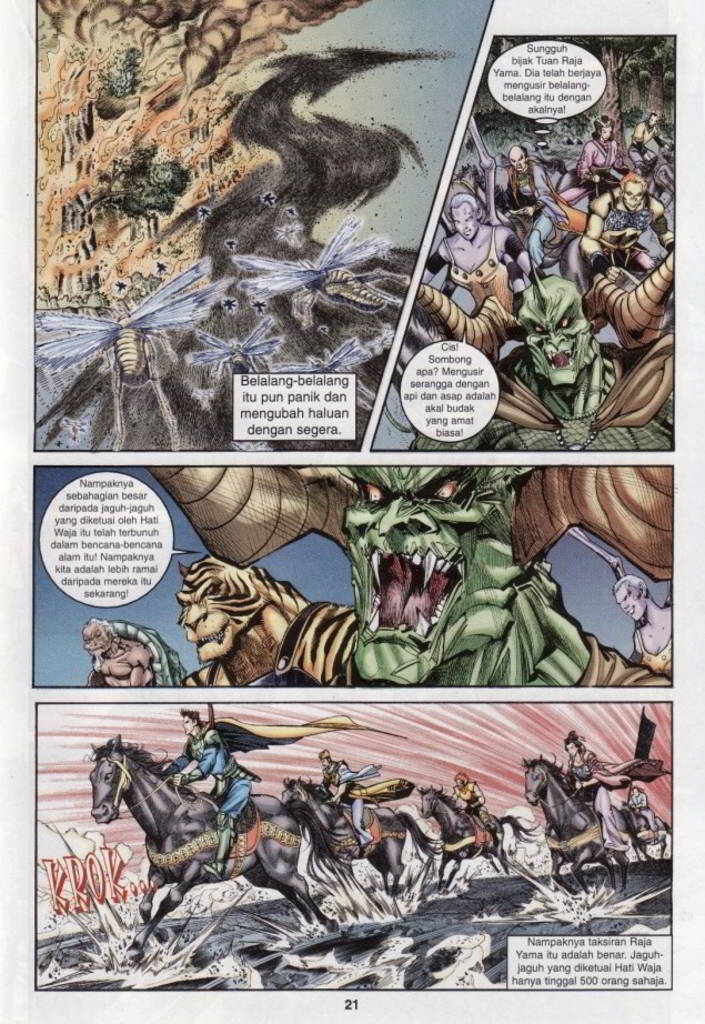 Belalang-belalang
itu pun panik dan
mengubah haluan
dengan segera.
Sungguh
bijak Tuan Raja
Yama. Dia telah berjaya
mengusir belalang-
belalang itu dengan
akalnya!
Cis!
Sombong
apa? Mengusir
serangga dengan
api dan asap adalah
akal budak
yang amat
biasa!
Nampaknya
sebahagian besar
daripada jaguh-jaguh
yang diketuai oleh Hati
Waja itu telah terbunuh
dalam bencana-bencana
alam itu! Nampaknya
kita adalah lebih ramai
daripada mereka itu
sekarang!
KROK...
Nampaknya taksiran Raja
Yama itu adalah benar. Jaguh-
jaguh yang diketuai Hati Waja
hanya tinggal 500 orang sahaja.
21